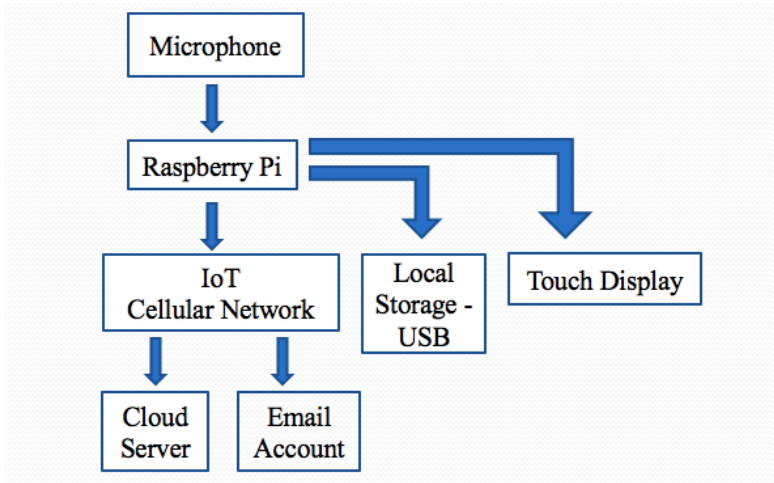 Microphone
Raspberry Pi
IoT
Cellular Network
Local
Storage -
USB
Touch Display
Cloud
Server
Email
Account